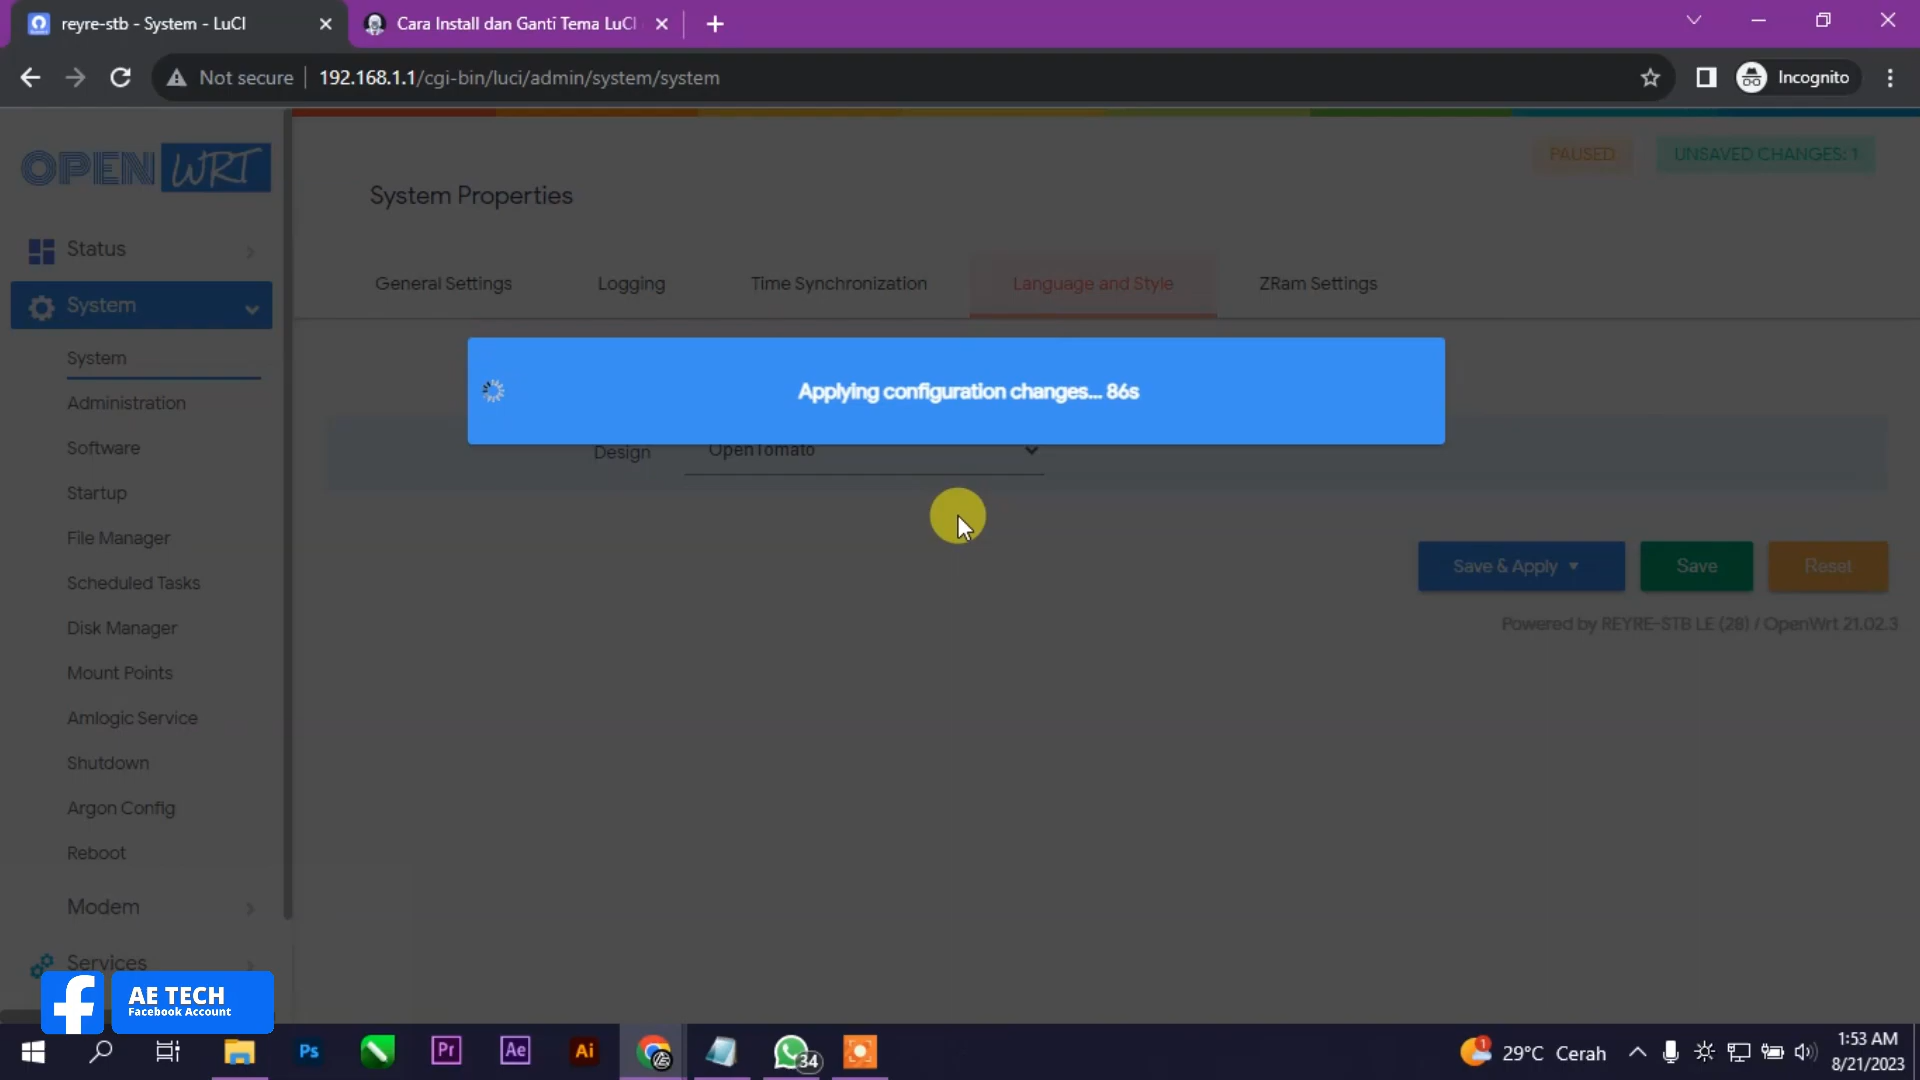 reyre-stb - System - LuCI
Cara Install dan Ganti Tema LuCI
Not secure
192.168.1.1/cgi-bin/luci/admin/system/system
Incognito
OPEN WRT
PAUSED
UNSAVED CHANGES: 1
System Properties
Status
System
General Settings
Logging
Time Synchronization
Language and Style
ZRam Settings
Applying configuration changes... 86s
Design
OpenTomato
System
Administration
Software
Startup
File Manager
Scheduled Tasks
Disk Manager
Mount Points
Amlogic Service
Shutdown
Argon Config
Reboot
Modem
Services
Save & Apply
Save
Reset
Powered by REYRE-STB LE (28) / OpenWrt 21.02.3
AE TECH
Facebook Account
Ps
Pr
Ae
Ai
34
1
29°C Cerah
1:53 AM
8/21/2023